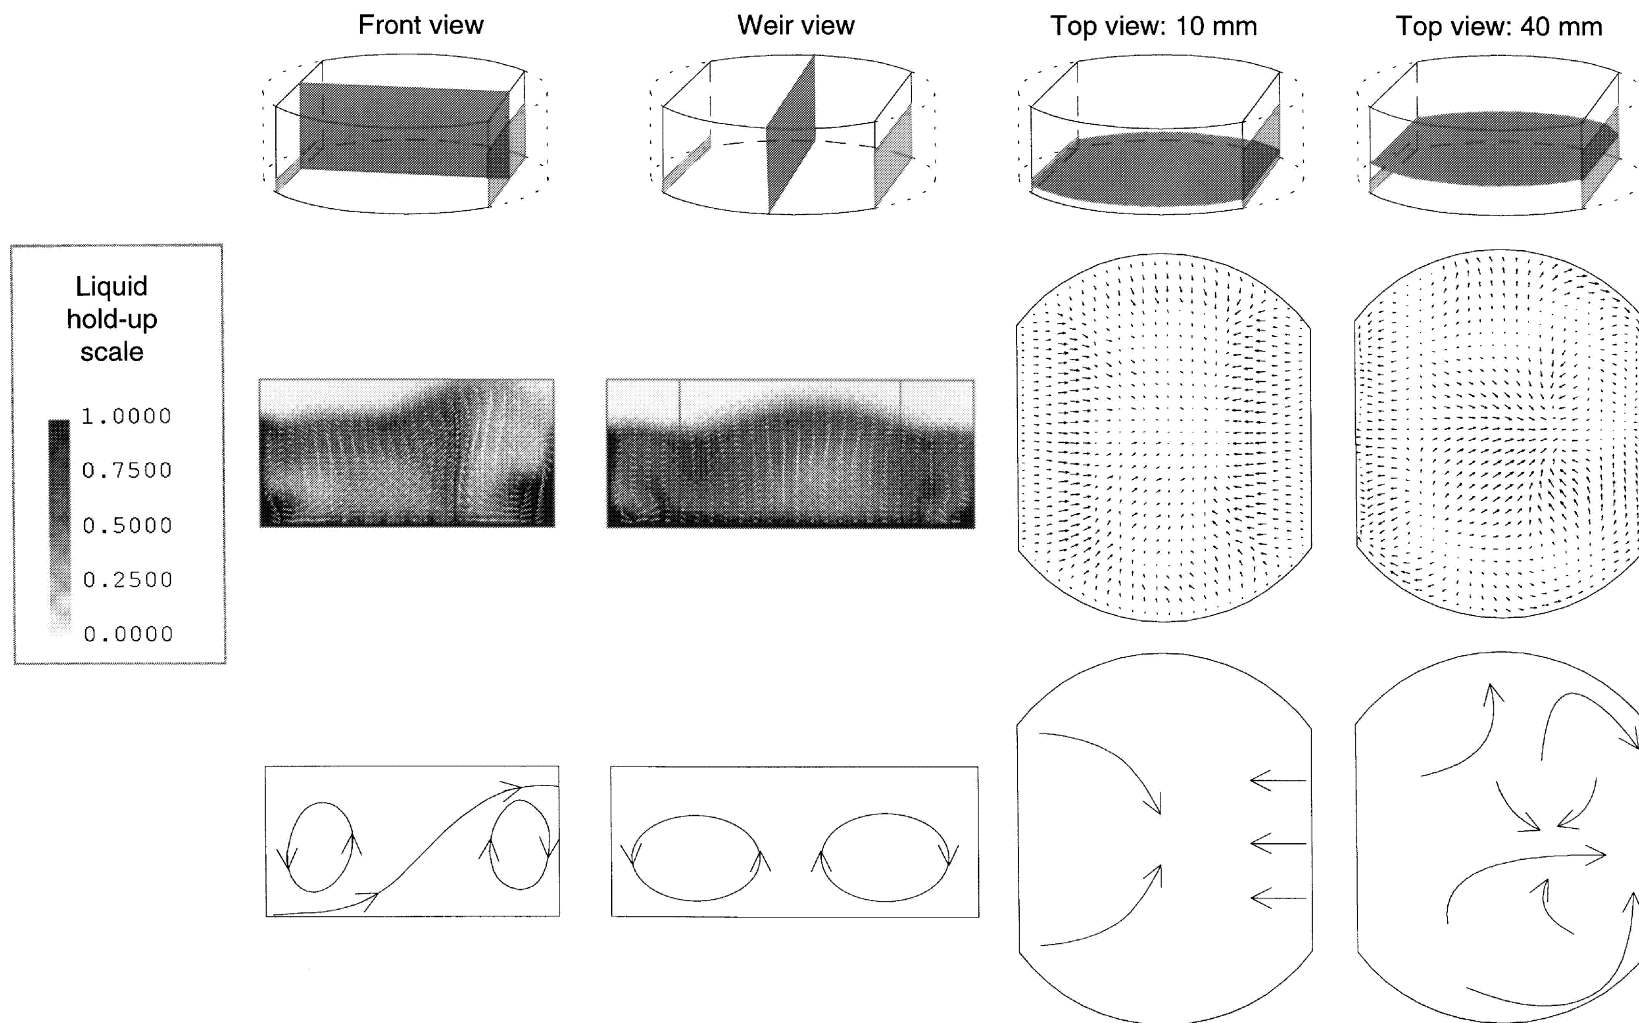 Front view
Weir view
Top view: 10 mm
Top view: 40 mm
Liquid
hold-up
scale
1.0000
0.7500
0.5000
0.2500
0.0000